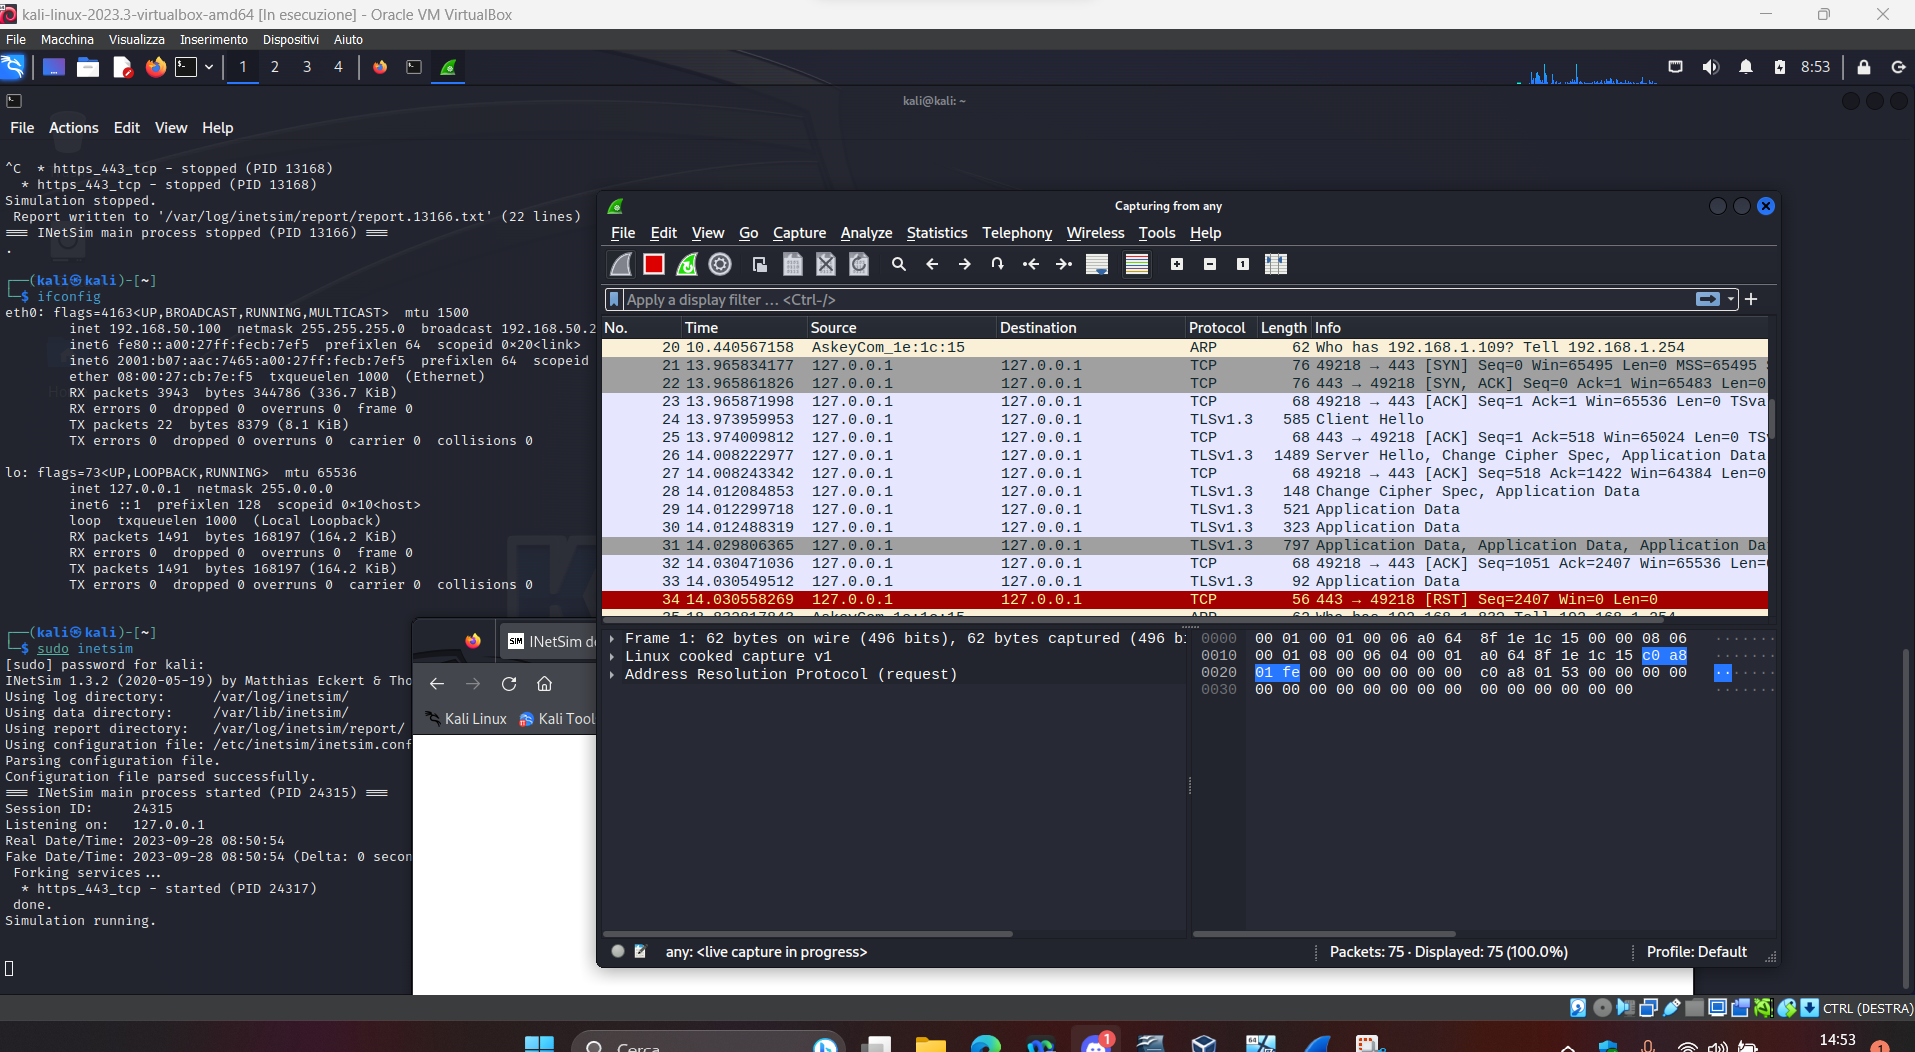 kali-linux-2023.3-virtualbox-amd64 [In esecuzione] - Oracle VM VirtualBox
File Macchina Visualizza Inserimento Dispositivi Aiuto
1 2 3 4 8:53
kali@kali: ~
File Actions Edit View Help
^C * https_443_tcp - stopped (PID 13168)
* https_443_tcp - stopped (PID 13168)
Simulation stopped.
Report written to '/var/log/inetsim/report/report.13166.txt' (22 lines)
=== INetSim main process stopped (PID 13166) ===
.
┌──(kali㉿kali)-[~]
└─$ ifconfig
eth0: flags=4163<UP,BROADCAST,RUNNING,MULTICAST> mtu 1500
inet 192.168.50.100 netmask 255.255.255.0 broadcast 192.168.50.2
inet6 fe80::a00:27ff:fecb:7ef5 prefixlen 64 scopeid 0×20<link>
inet6 2001:b07:aac:7465:a00:27ff:fecb:7ef5 prefixlen 64 scopeid
ether 08:00:27:cb:7e:f5 txqueuelen 1000 (Ethernet)
RX packets 3943 bytes 344786 (336.7 KiB)
RX errors 0 dropped 0 overruns 0 frame 0
TX packets 22 bytes 8379 (8.1 KiB)
TX errors 0 dropped 0 overruns 0 carrier 0 collisions 0
lo: flags=73<UP,LOOPBACK,RUNNING> mtu 65536
inet 127.0.0.1 netmask 255.0.0.0
inet6 ::1 prefixlen 128 scopeid 0×10<host>
loop txqueuelen 1000 (Local Loopback)
RX packets 1491 bytes 168197 (164.2 KiB)
RX errors 0 dropped 0 overruns 0 frame 0
TX packets 1491 bytes 168197 (164.2 KiB)
TX errors 0 dropped 0 overruns 0 carrier 0 collisions 0
┌──(kali㉿kali)-[~]
└─$ sudo inetsim
[sudo] password for kali:
INetSim 1.3.2 (2020-05-19) by Matthias Eckert & Tho
Using log directory: /var/log/inetsim/
Using data directory: /var/lib/inetsim/
Using report directory: /var/log/inetsim/report/
Using configuration file: /etc/inetsim/inetsim.conf
Parsing configuration file.
Configuration file parsed successfully.
=== INetSim main process started (PID 24315) ===
Session ID: 24315
Listening on: 127.0.0.1
Real Date/Time: 2023-09-28 08:50:54
Fake Date/Time: 2023-09-28 08:50:54 (Delta: 0 secon
Forking services ...
* https_443_tcp - started (PID 24317)
done.
Simulation running.
SIM INetSim de
Kali Linux Kali Tool
Capturing from any
File Edit View Go Capture Analyze Statistics Telephony Wireless Tools Help
Apply a display filter ... <Ctrl-/>
No. Time Source Destination Protocol Length Info
20 10.440567158 AskeyCom_1e:1c:15 ARP 62 Who has 192.168.1.109? Tell 192.168.1.254
21 13.965834177 127.0.0.1 127.0.0.1 TCP 76 49218 → 443 [SYN] Seq=0 Win=65495 Len=0 MSS=65495
22 13.965861826 127.0.0.1 127.0.0.1 TCP 76 443 → 49218 [SYN, ACK] Seq=0 Ack=1 Win=65483 Len=0
23 13.965871998 127.0.0.1 127.0.0.1 TCP 68 49218 → 443 [ACK] Seq=1 Ack=1 Win=65536 Len=0 TSva
24 13.973959953 127.0.0.1 127.0.0.1 TLSv1.3 585 Client Hello
25 13.974009812 127.0.0.1 127.0.0.1 TCP 68 443 → 49218 [ACK] Seq=1 Ack=518 Win=65024 Len=0 TS
26 14.008222977 127.0.0.1 127.0.0.1 TLSv1.3 1489 Server Hello, Change Cipher Spec, Application Data
27 14.008243342 127.0.0.1 127.0.0.1 TCP 68 49218 → 443 [ACK] Seq=518 Ack=1422 Win=64384 Len=0
28 14.012084853 127.0.0.1 127.0.0.1 TLSv1.3 148 Change Cipher Spec, Application Data
29 14.012299718 127.0.0.1 127.0.0.1 TLSv1.3 521 Application Data
30 14.012488319 127.0.0.1 127.0.0.1 TLSv1.3 323 Application Data
31 14.029806365 127.0.0.1 127.0.0.1 TLSv1.3 797 Application Data, Application Data, Application Da
32 14.030471036 127.0.0.1 127.0.0.1 TCP 68 49218 → 443 [ACK] Seq=1051 Ack=2407 Win=65536 Len=
33 14.030549512 127.0.0.1 127.0.0.1 TLSv1.3 92 Application Data
34 14.030558269 127.0.0.1 127.0.0.1 TCP 56 443 → 49218 [RST] Seq=2407 Win=0 Len=0
Frame 1: 62 bytes on wire (496 bits), 62 bytes captured (496 bi
Linux cooked capture v1
Address Resolution Protocol (request)
0000 00 01 00 01 00 06 a0 64 8f 1e 1c 15 00 00 08 06
0010 00 01 08 00 06 04 00 01 a0 64 8f 1e 1c 15 c0 a8
0020 01 fe 00 00 00 00 00 00 c0 a8 01 53 00 00 00 00
0030 00 00 00 00 00 00 00 00 00 00 00 00 00 00
any: <live capture in progress> Packets: 75 · Displayed: 75 (100.0%) Profile: Default
CTRL (DESTRA)
Cerca 1 14:53 1